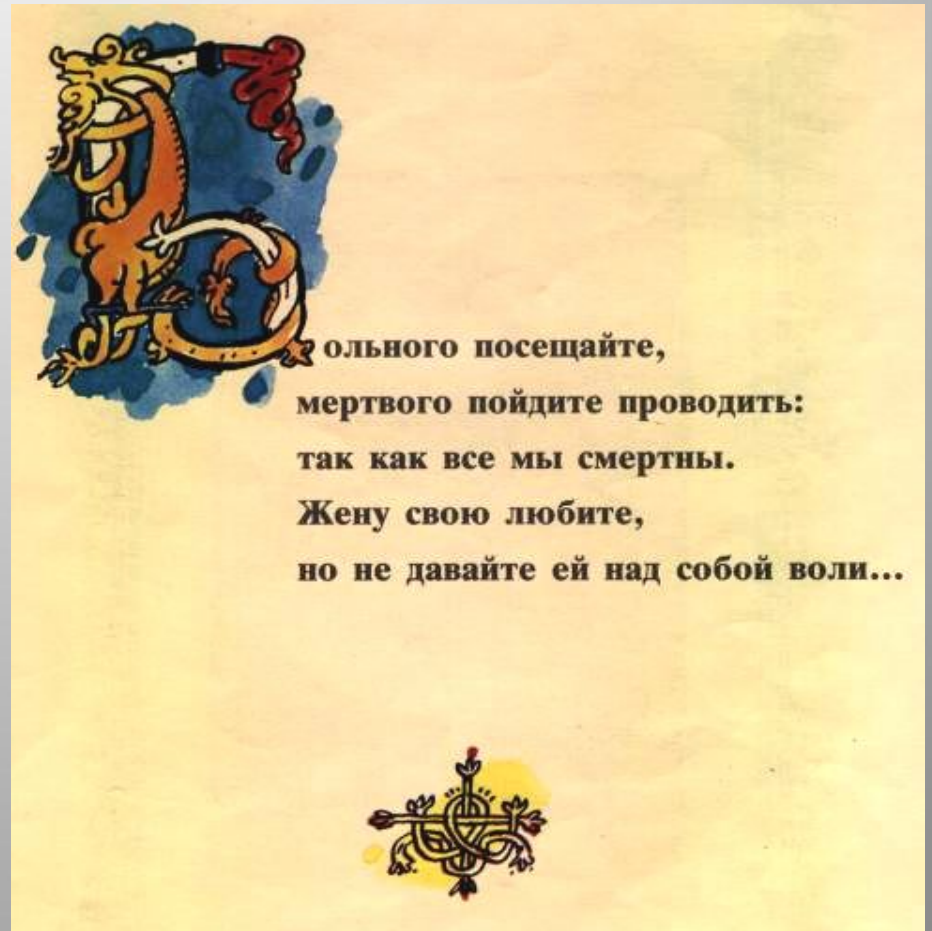 Больного посещайте,
мертвого пойдите проводить:
так как все мы смертны.
Жену свою любите,
но не давайте ей над собой воли...